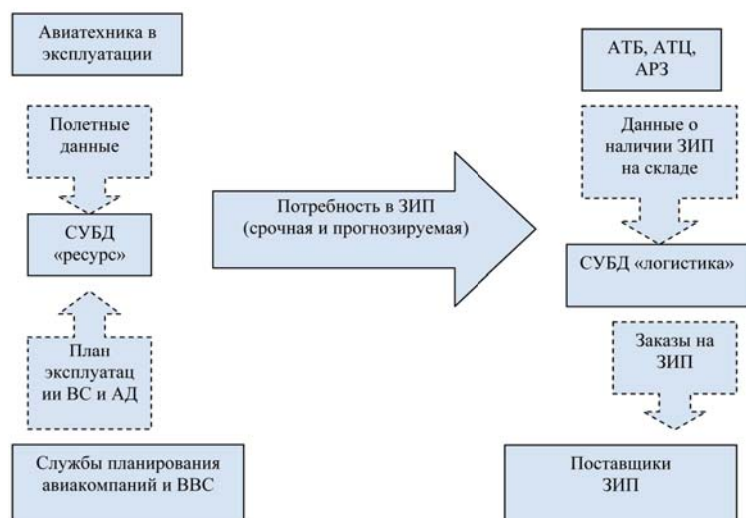 Авиатехника в
эксплуатации
Полетные
данные
СУБД
«ресурс»
План
эксплуатац
ии ВС и АД
Службы планирования
авиакомпаний и ВВС
Потребность в ЗИП
(срочная и прогнозируемая)
АТБ, АТЦ,
АРЗ
Данные о
наличии ЗИП
на складе
СУБД «логистика»
Заказы на
ЗИП
Поставщики
ЗИП